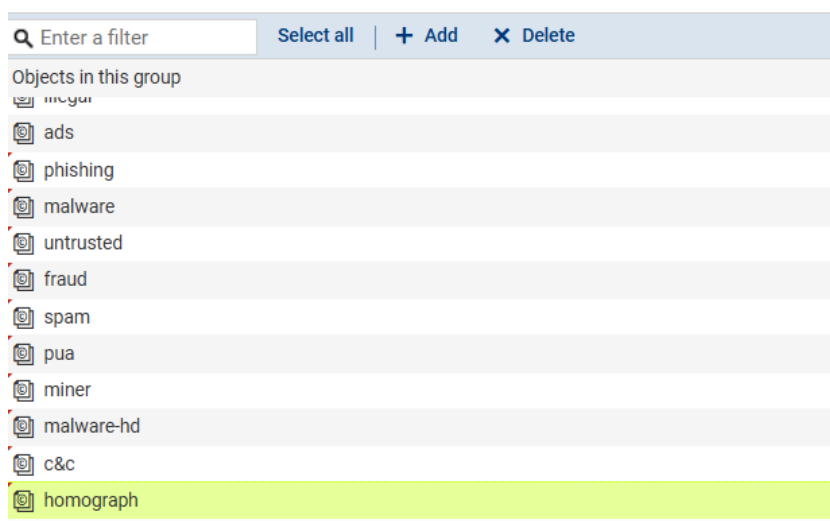 Enter a filter Select all + Add × Delete
Objects in this group
ads
phishing
malware
untrusted
fraud
spam
pua
miner
malware-hd
c&c
homograph